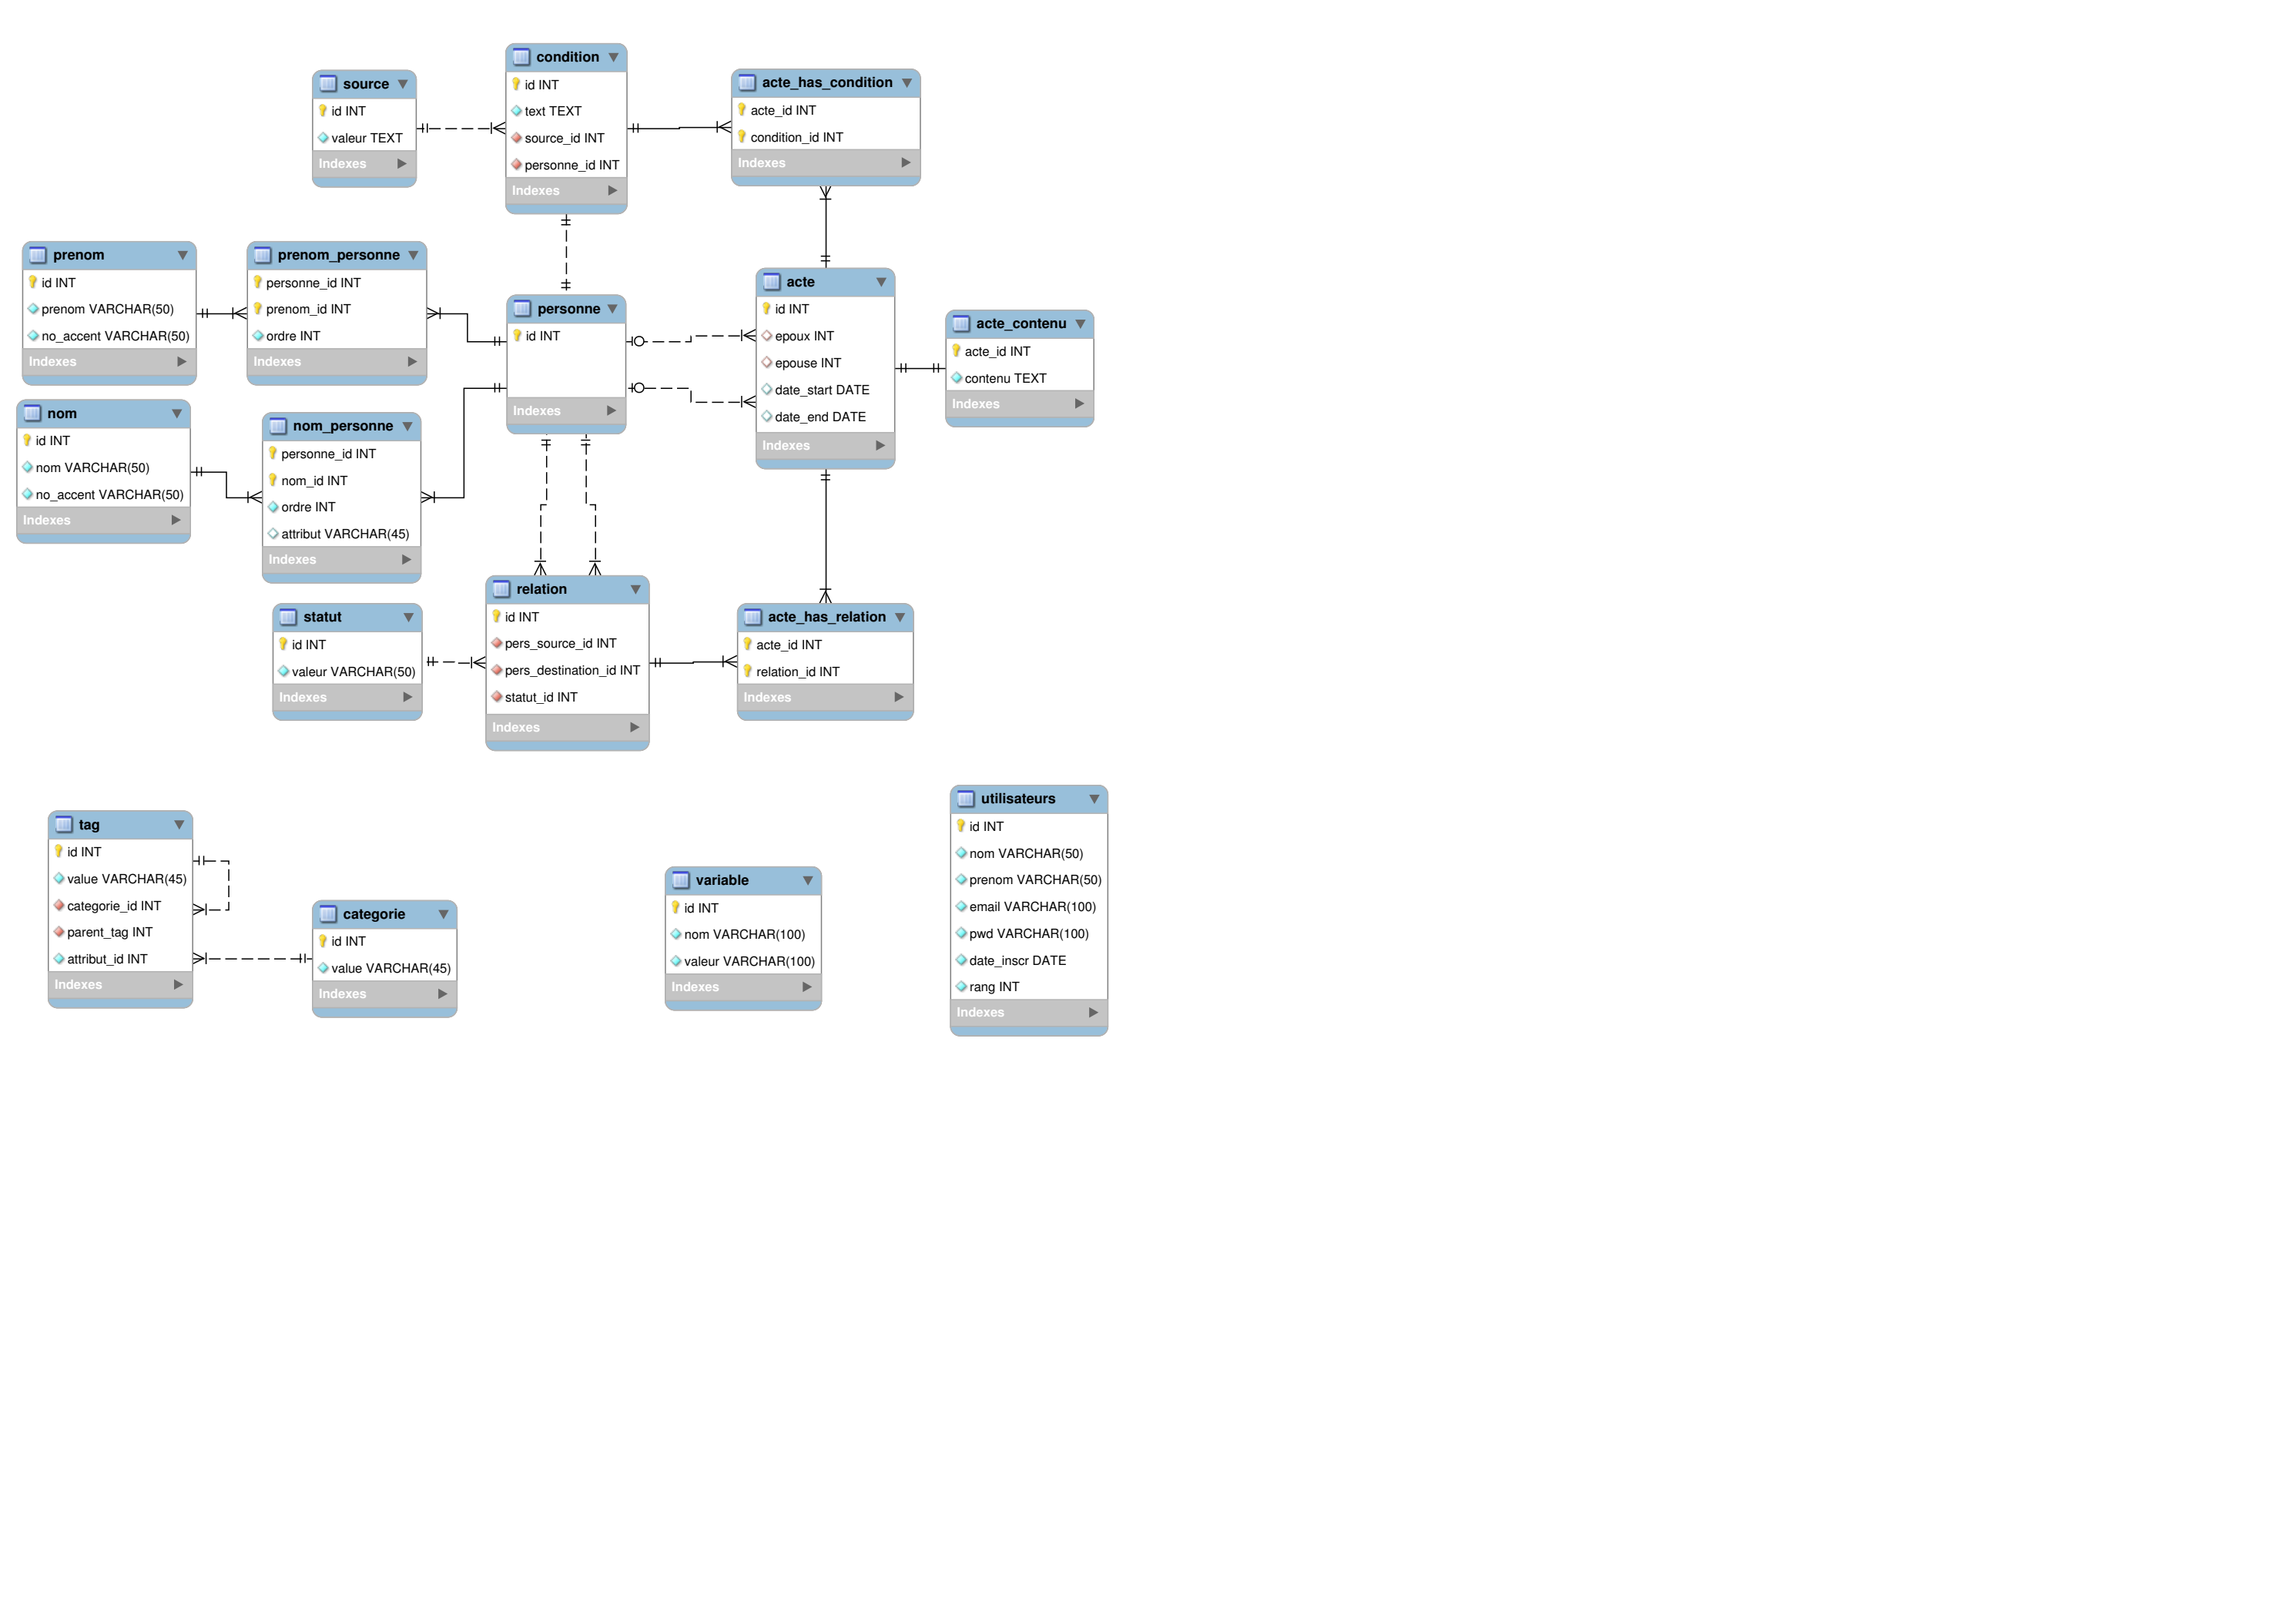 condition
id INT
text TEXT
source_id INT
personne_id INT
Indexes
source
id INT
valeur TEXT
Indexes
acte_has_condition
acte_id INT
condition_id INT
Indexes
prenom
id INT
prenom VARCHAR(50)
no_accent VARCHAR(50)
Indexes
prenom_personne
personne_id INT
prenom_id INT
ordre INT
Indexes
personne
id INT
Indexes
acte
id INT
epoux INT
epouse INT
date_start DATE
date_end DATE
Indexes
acte_contenu
acte_id INT
contenu TEXT
Indexes
nom
id INT
nom VARCHAR(50)
no_accent VARCHAR(50)
Indexes
nom_personne
personne_id INT
nom_id INT
ordre INT
attribut VARCHAR(45)
Indexes
statut
id INT
valeur VARCHAR(50)
Indexes
relation
id INT
pers_source_id INT
pers_destination_id INT
statut_id INT
Indexes
acte_has_relation
acte_id INT
relation_id INT
Indexes
tag
id INT
value VARCHAR(45)
categorie_id INT
parent_tag INT
attribut_id INT
Indexes
categorie
id INT
value VARCHAR(45)
Indexes
variable
id INT
nom VARCHAR(100)
valeur VARCHAR(100)
Indexes
utilisateurs
id INT
nom VARCHAR(50)
prenom VARCHAR(50)
email VARCHAR(100)
pwd VARCHAR(100)
date_inscr DATE
rang INT
Indexes